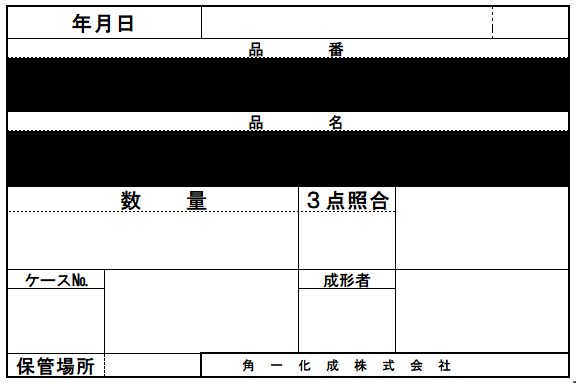 年月日
品番
品名
数量 3点照合
ケース№ 成形者
保管場所 角一化成株式会社